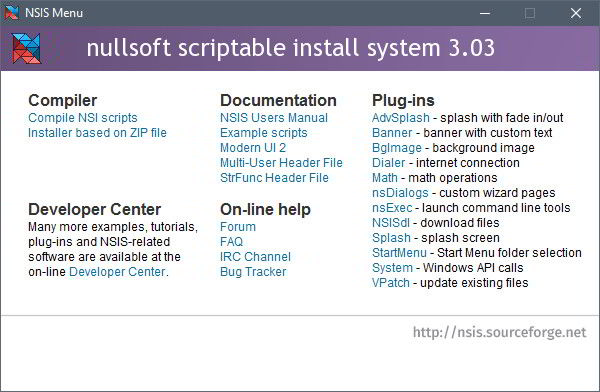 NSIS Menu
nullsoft scriptable install system 3.03
Compiler
Compile NSI scripts
Installer based on ZIP file
Documentation
NSIS Users Manual
Example scripts
Modern UI 2
Multi-User Header File
StrFunc Header File
Plug-ins
AdvSplash - splash with fade in/out
Banner - banner with custom text
BgImage - background image
Dialer - internet connection
Math - math operations
nsDialogs - custom wizard pages
nsExec - launch command line tools
NSISdl - download files
Splash - splash screen
StartMenu - Start Menu folder selection
System - Windows API calls
VPatch - update existing files
Developer Center
Many more examples, tutorials,
plug-ins and NSIS-related
software are available at the
on-line Developer Center.
On-line help
Forum
FAQ
IRC Channel
Bug Tracker
http://nsis.sourceforge.net